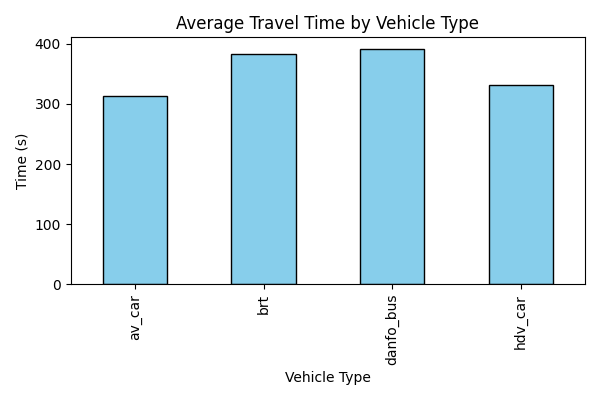 Average Travel Time by Vehicle Type
Time (s)
400
300
200
100
0
av_car
brt
danfo_bus
hdv_car
Vehicle Type